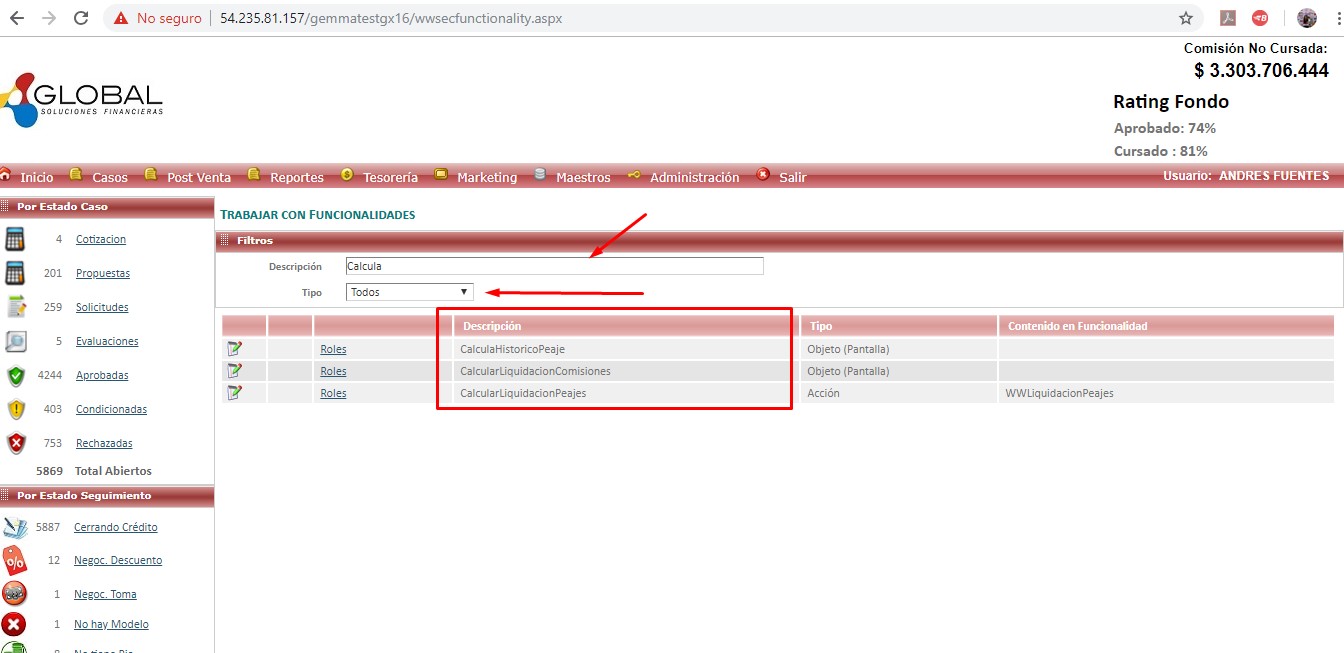 No seguro
54.235.81.157/gemmatestgx16/wwsecfunctionality.aspx
Comisión No Cursada:
$ 3.303.706.444
GLOBAL
SOLUCIONES FINANCIERAS
Rating Fondo
Aprobado: 74%
Cursado : 81%
Inicio Casos Post Venta Reportes Tesorería Marketing Maestros Administración Salir Usuario: ANDRES FUENTES
Por Estado Caso
4 Cotizacion
201 Propuestas
259 Solicitudes
5 Evaluaciones
4244 Aprobadas
403 Condicionadas
753 Rechazadas
5869 Total Abiertos
Por Estado Seguimiento
5887 Cerrando Crédito
12 Negoc. Descuento
1 Negoc. Toma
1 No hay Modelo
TRABAJAR CON FUNCIONALIDADES
Filtros
Descripción Calcula
Tipo Todos
Descripción Tipo Contenido en Funcionalidad
Roles CalculaHistoricoPeaje Objeto (Pantalla)
Roles CalcularLiquidacionComisiones Objeto (Pantalla)
Roles CalcularLiquidacionPeajes Acción WWLiquidacionPeajes